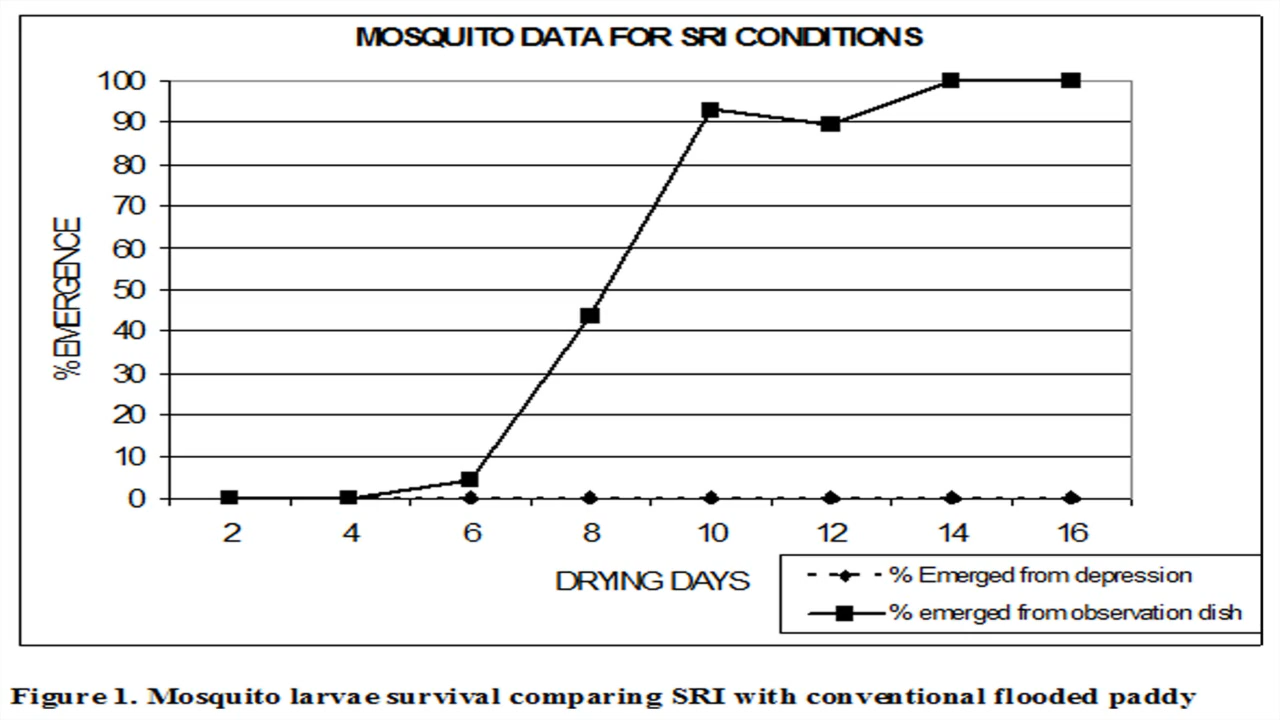 MOSQUITO DATA FOR SRI CONDITIONS
100
90
80
70
60
50
40
30
20
10
0
% EMERGENCE
2 4 6 8 10 12 14 16
DRYING DAYS
% Emerged from depression
% emerged from observation dish
Figure 1. Mosquito larvae survival comparing SRI with conventional flooded paddy